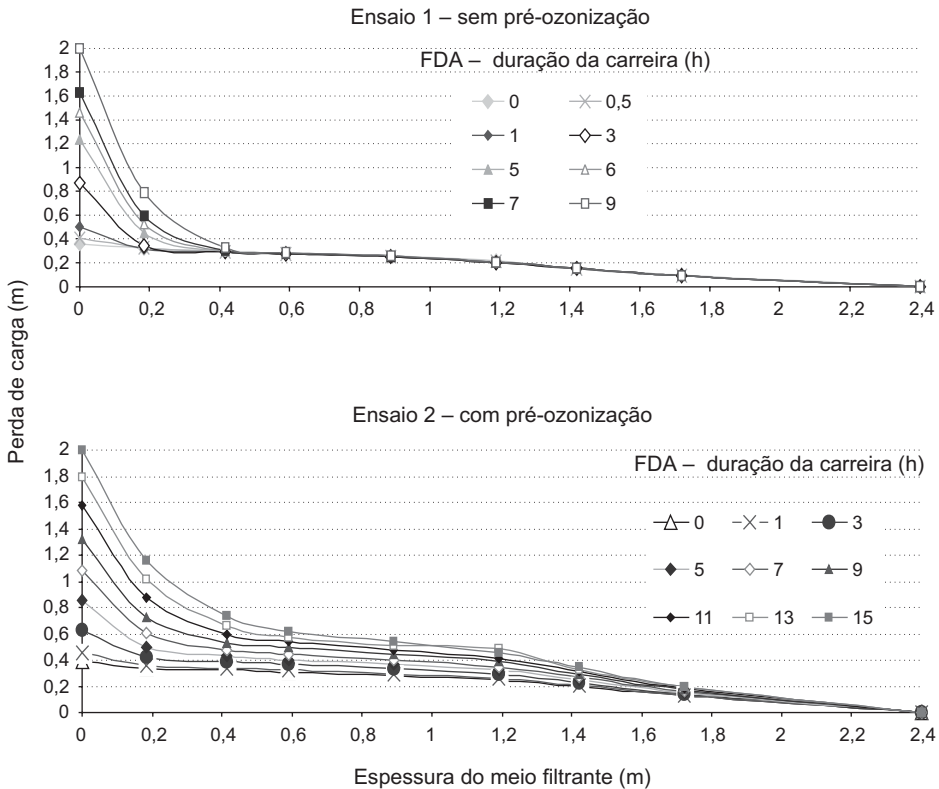 Ensaio 1 – sem pré-ozonização
FDA – duração da carreira (h)
0 0,5
1 3
5 6
7 9
2
1,8
1,6
1,4
1,2
1
0,8
0,6
0,4
0,2
0
0 0,2 0,4 0,6 0,8 1 1,2 1,4 1,6 1,8 2 2,2 2,4
Perda de carga (m)
Ensaio 2 – com pré-ozonização
FDA – duração da carreira (h)
0 1 3
5 7 9
11 13 15
2
1,8
1,6
1,4
1,2
1
0,8
0,6
0,4
0,2
0
0 0,2 0,4 0,6 0,8 1 1,2 1,4 1,6 1,8 2 2,2 2,4
Espessura do meio filtrante (m)